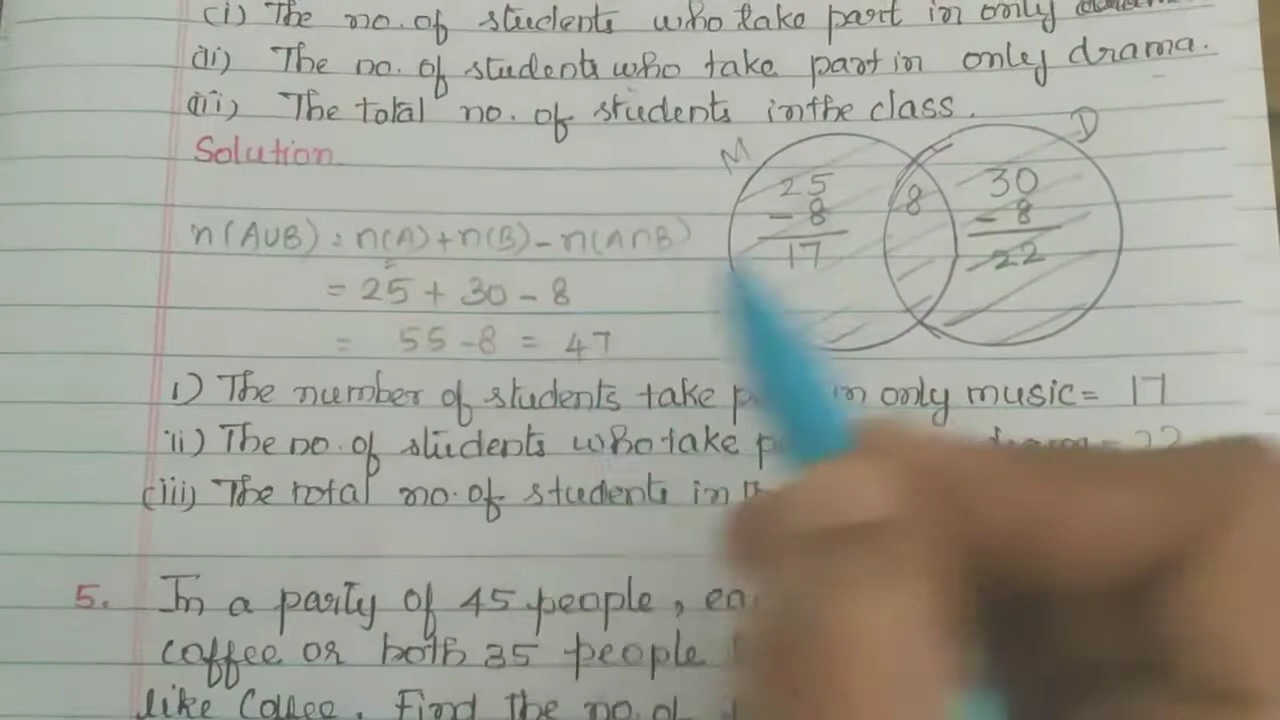 (i) The no. of students who take part in only
(ii) The no. of students who take part in only drama.
(iii) The total no. of students in the class.
Solution
M
D
25
- 8
17
8
30
- 8
22
n(A∪B) = n(A) + n(B) - n(A∩B)
= 25 + 30 - 8
= 55 - 8 = 47
i) The number of students take in only music = 17
ii) The no. of students who take
(iii) The total no. of students in
5. In a party of 45 people,
coffee or both 35 people
like Coffee. Find the no. of